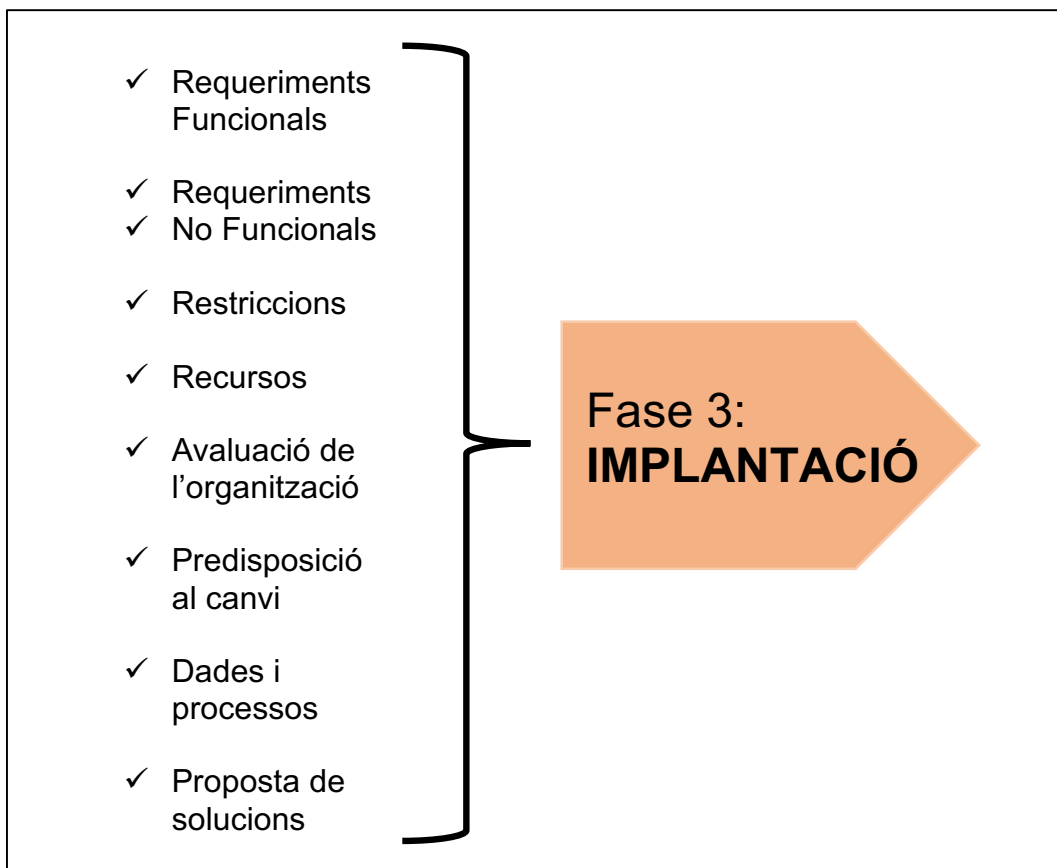 ✓ Requeriments
Funcionals
✓ Requeriments
✓ No Funcionals
✓ Restriccions
✓ Recursos
✓ Avaluació de
l’organització
✓ Predisposició
al canvi
✓ Dades i
processos
✓ Proposta de
solucions
Fase 3:
IMPLANTACIÓ